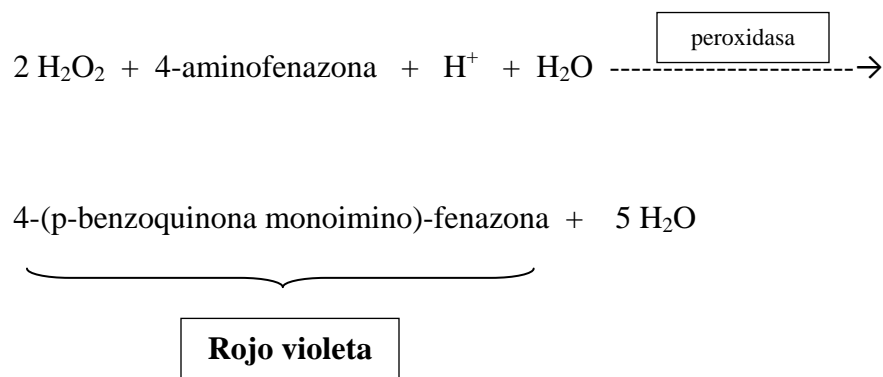 peroxidasa
2 H₂O₂ + 4-aminofenazona + H⁺ + H₂O ----------------------→
4-(p-benzoquinona monoimino)-fenazona + 5 H₂O
Rojo violeta